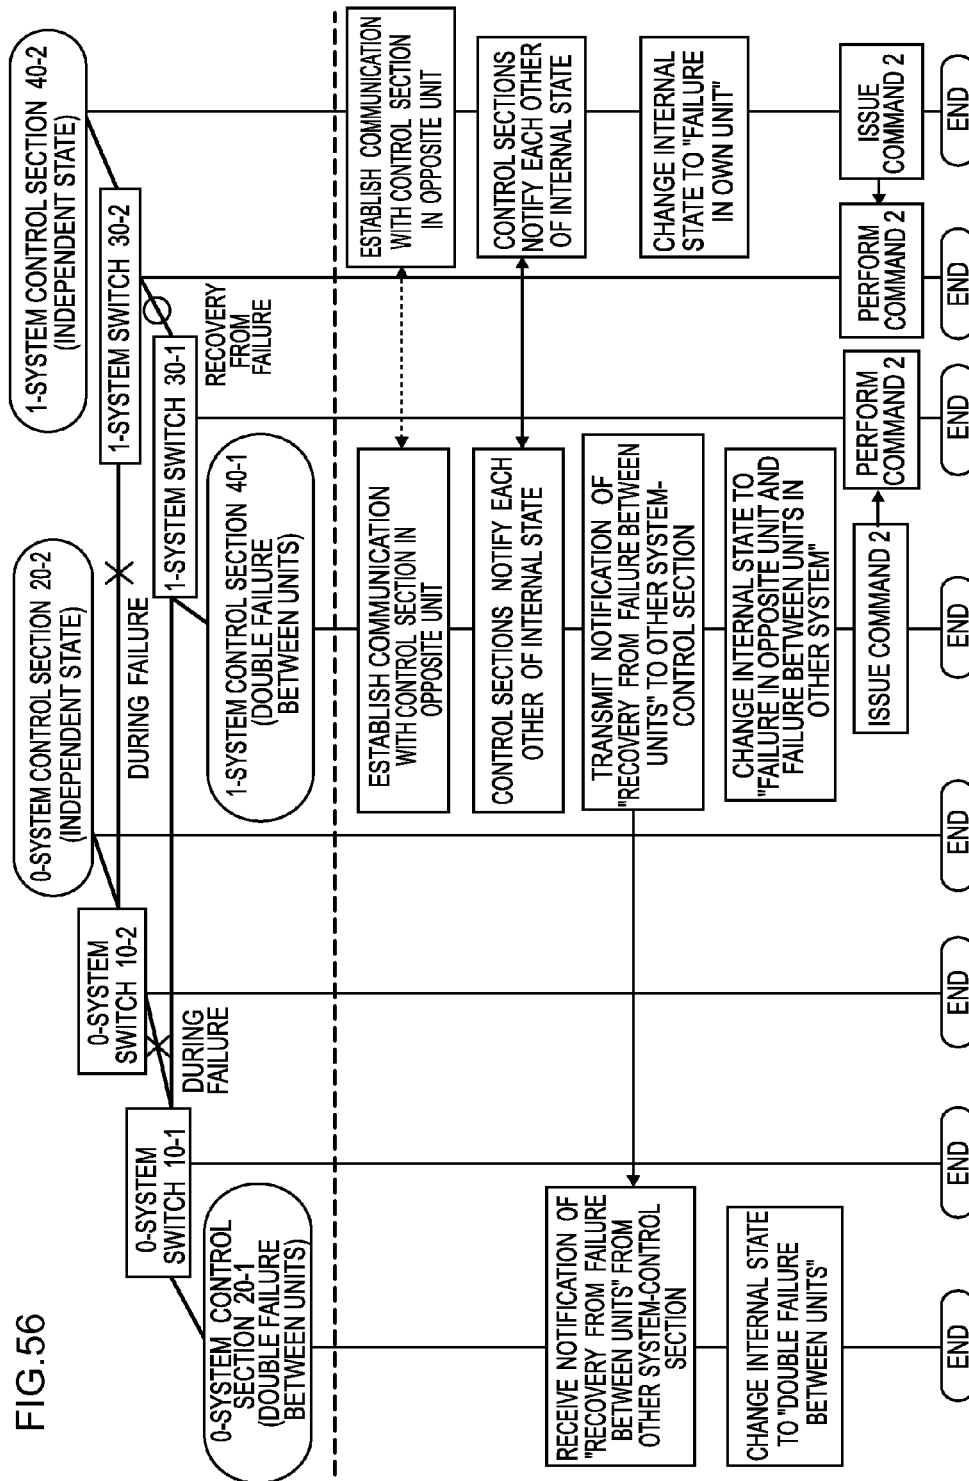 FIG.56
0-SYSTEM CONTROL
SECTION 20-1
(DOUBLE FAILURE
BETWEEN UNITS)
0-SYSTEM
SWITCH 10-1
0-SYSTEM
SWITCH 10-2
DURING
FAILURE
0-SYSTEM CONTROL SECTION 20-2
(INDEPENDENT STATE)
DURING FAILURE
1-SYSTEM CONTROL SECTION 40-1
(DOUBLE FAILURE
BETWEEN UNITS)
1-SYSTEM SWITCH 30-1
1-SYSTEM SWITCH 30-2
RECOVERY
FROM
FAILURE
1-SYSTEM CONTROL SECTION 40-2
(INDEPENDENT STATE)
ESTABLISH COMMUNICATION
WITH CONTROL SECTION IN
OPPOSITE UNIT
ESTABLISH COMMUNICATION
WITH CONTROL SECTION
IN OPPOSITE UNIT
CONTROL SECTIONS NOTIFY EACH
OTHER OF INTERNAL STATE
CONTROL SECTIONS
NOTIFY EACH OTHER
OF INTERNAL STATE
RECEIVE NOTIFICATION OF
"RECOVERY FROM FAILURE
BETWEEN UNITS" FROM
OTHER SYSTEM-CONTROL
SECTION
TRANSMIT NOTIFICATION OF
"RECOVERY FROM FAILURE BETWEEN
UNITS" TO OTHER SYSTEM-
CONTROL SECTION
CHANGE INTERNAL
STATE TO "FAILURE
IN OWN UNIT"
CHANGE INTERNAL STATE
TO "DOUBLE FAILURE
BETWEEN UNITS"
CHANGE INTERNAL STATE TO
"FAILURE IN OPPOSITE UNIT AND
FAILURE BETWEEN UNITS IN
OTHER SYSTEM"
ISSUE COMMAND 2
PERFORM
COMMAND 2
PERFORM
COMMAND 2
ISSUE
COMMAND 2
END
END
END
END
END
END
END
END